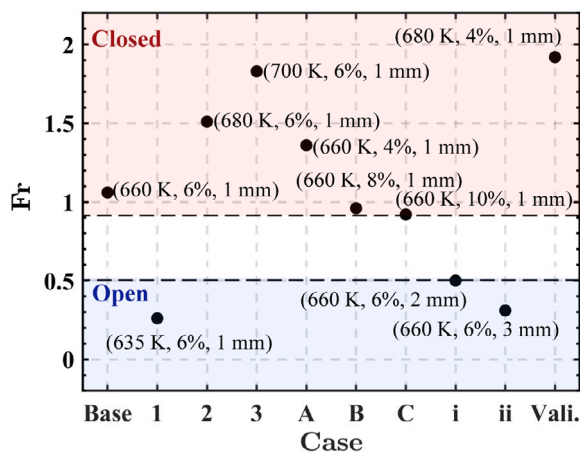 2
Closed
(680 K, 4%, 1 mm)
(700 K, 6%, 1 mm)
1.5
(680 K, 6%, 1 mm)
(660 K, 4%, 1 mm)
(660 K, 8%, 1 mm)
(660 K, 6%, 1 mm)
(660 K, 10%, 1 mm)
1
Fr
0.5
Open
(660 K, 6%, 2 mm)
(660 K, 6%, 3 mm)
(635 K, 6%, 1 mm)
0
Base 1 2 3 A B C i ii Vali.
Case